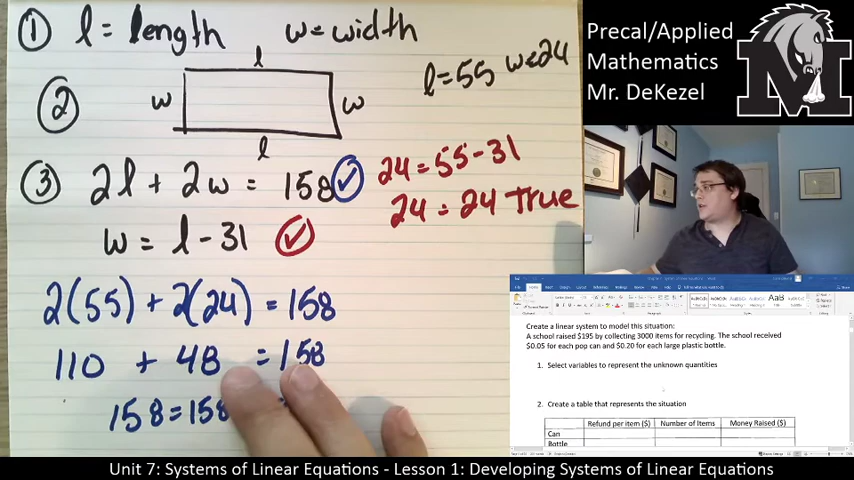 ① l = length w = width
l
l = 55 w = 24
② w w
l
③ 2l + 2w = 158 ✓
24 = 55 - 31
24 = 24 True
w = l - 31 ✓
2(55) + 2(24) = 158
110 + 48 = 158
158 = 158
Precal/Applied
Mathematics
Mr. DeKezel
M
Create a linear system to model this situation:
A school raised $195 by collecting 3000 items for recycling. The school received
$0.05 for each pop can and $0.20 for each large plastic bottle.
1. Select variables to represent the unknown quantities
2. Create a table that represents the situation
Refund per item ($) Number of Items Money Raised ($)
Can
Bottle
Unit 7: Systems of Linear Equations - Lesson 1: Developing Systems of Linear Equations